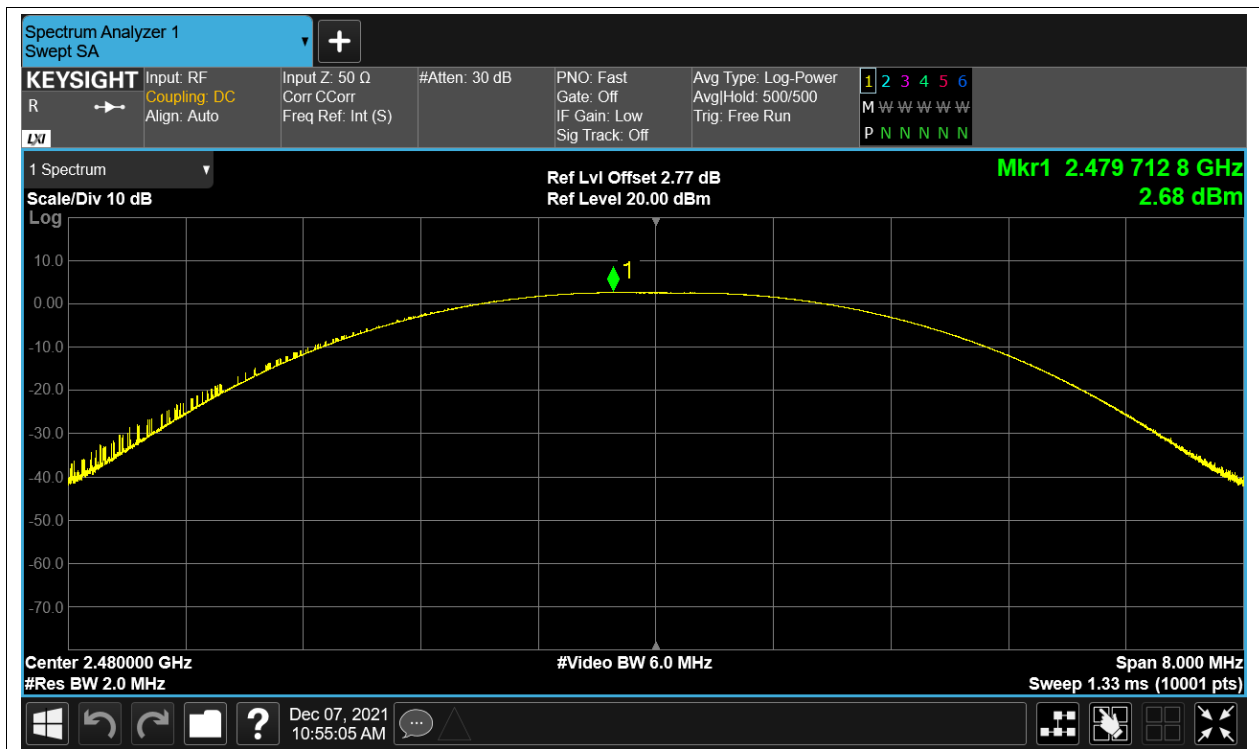 Spectrum Analyzer 1
Swept SA
+
KEYSIGHT
R
LXI
Input: RF
Coupling: DC
Align: Auto
Input Z: 50 Ω
Corr CCorr
Freq Ref: Int (S)
#Atten: 30 dB
PNO: Fast
Gate: Off
IF Gain: Low
Sig Track: Off
Avg Type: Log-Power
Avg|Hold: 500/500
Trig: Free Run
1 2 3 4 5 6
M W W W W W
P N N N N N
1 Spectrum
Scale/Div 10 dB
Log
Ref Lvl Offset 2.77 dB
Ref Level 20.00 dBm
Mkr1 2.479 712 8 GHz
2.68 dBm
1
10.0
0.00
-10.0
-20.0
-30.0
-40.0
-50.0
-60.0
-70.0
Center 2.480000 GHz
#Res BW 2.0 MHz
#Video BW 6.0 MHz
Span 8.000 MHz
Sweep 1.33 ms (10001 pts)
?
Dec 07, 2021
10:55:05 AM